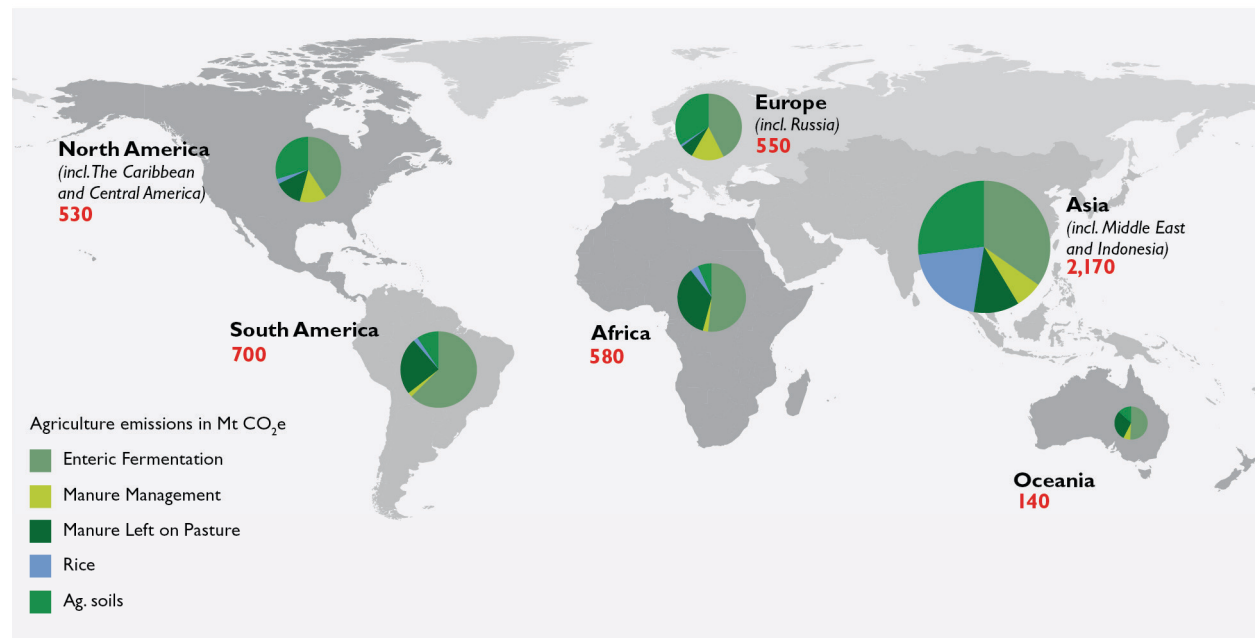 Europe
(incl. Russia)
550
North America
(incl. The Caribbean
and Central America)
530
Asia
(incl. Middle East
and Indonesia)
2,170
South America
700
Africa
580
Oceania
140
Agriculture emissions in Mt CO₂e
Enteric Fermentation
Manure Management
Manure Left on Pasture
Rice
Ag. soils